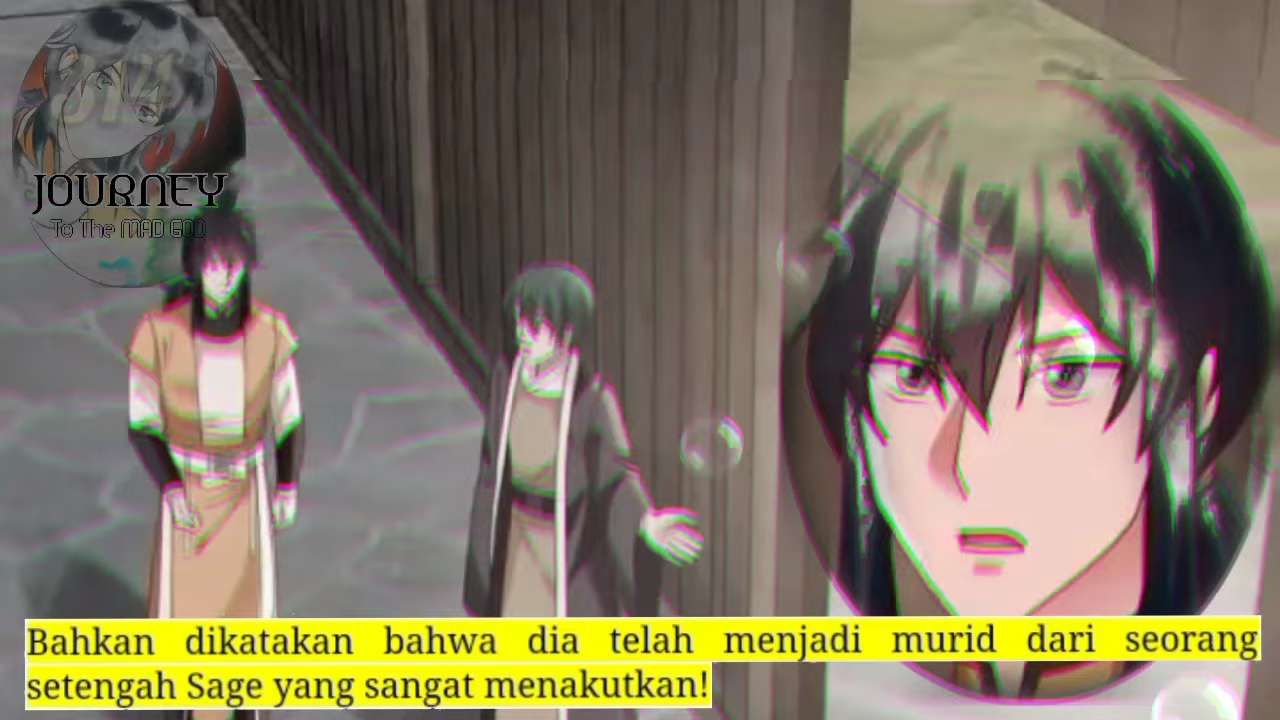 JOURNEY
To The MAD GOD
Bahkan dikatakan bahwa dia telah menjadi murid dari seorang
setengah Sage yang sangat menakutkan!